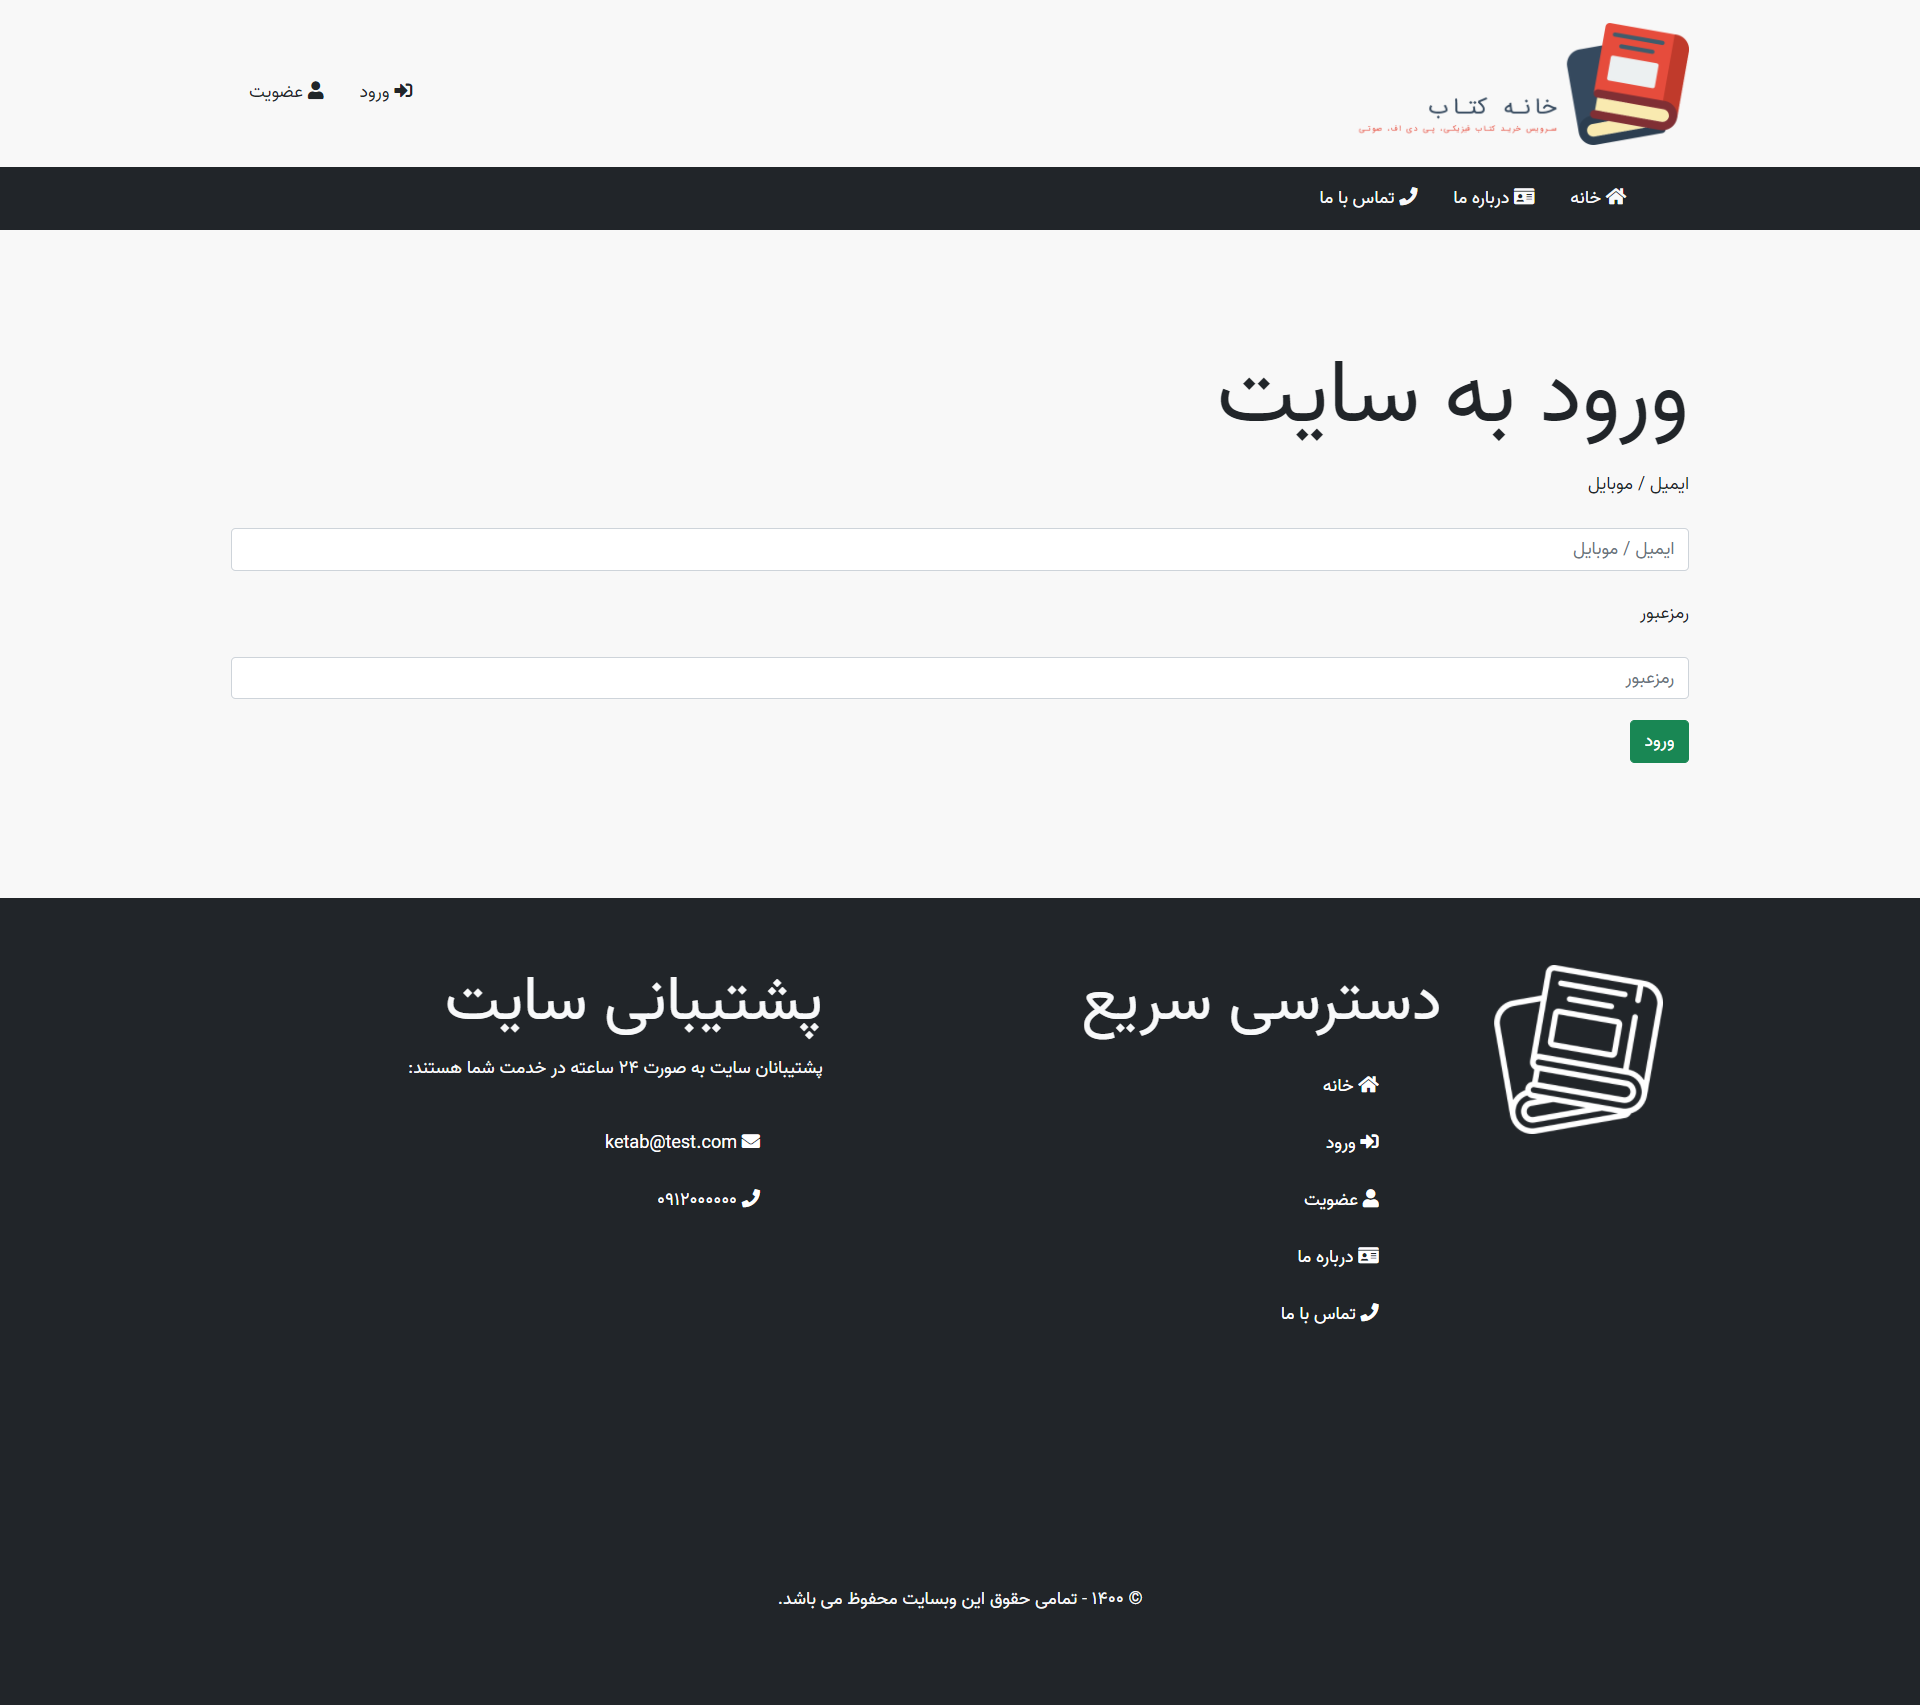 خانه کتاب
سرویس خرید کتاب فیزیکی، پی دی اف، صوتی
ورود
عضویت
خانه
درباره ما
تماس با ما
ورود به سایت
ایمیل / موبایل
ایمیل / موبایل
رمزعبور
رمزعبور
ورود
دسترسی سریع
خانه
ورود
عضویت
درباره ما
تماس با ما
پشتیبانی سایت
پشتیبانان سایت به صورت ۲۴ ساعته در خدمت شما هستند:
ketab@test.com
۰۹۱۲۰۰۰۰۰۰
© ۱۴۰۰ - تمامی حقوق این وبسایت محفوظ می باشد.